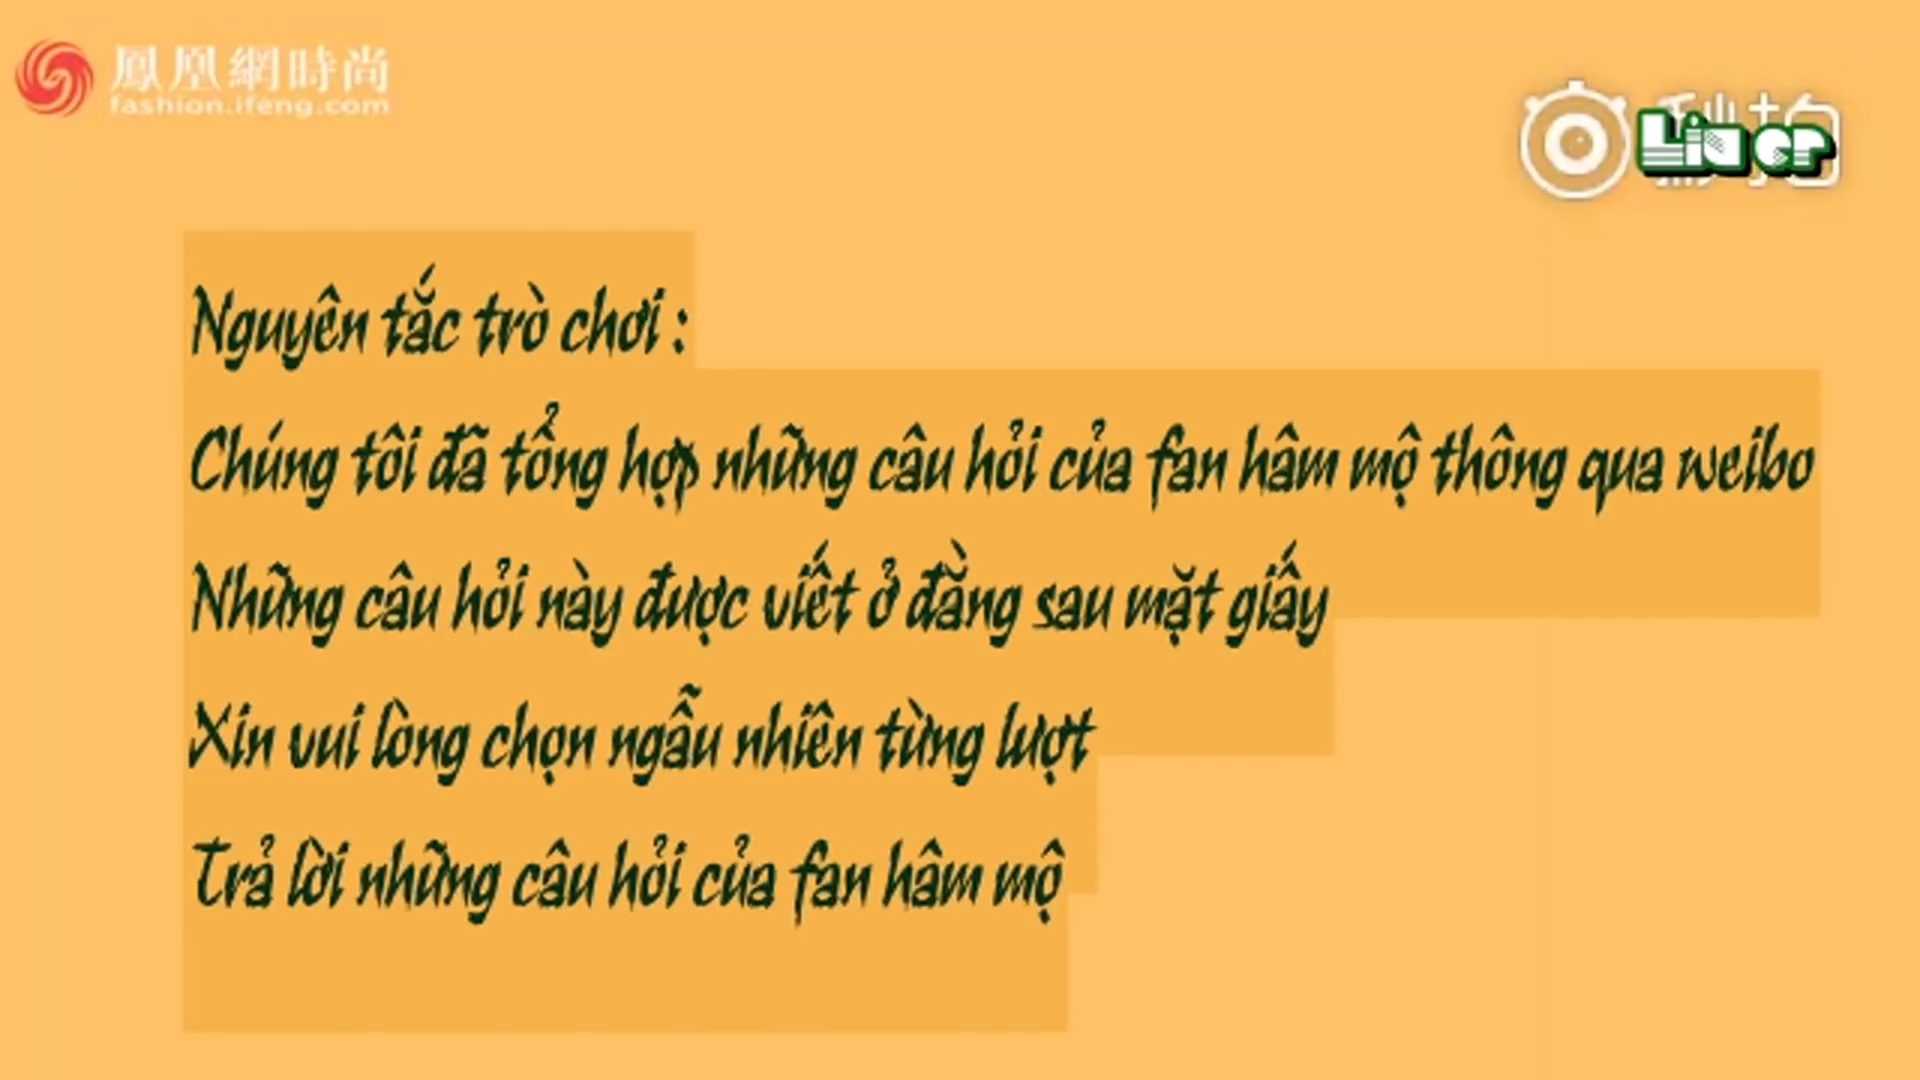 鳳凰網時尚
fashion.ifeng.com
Liu er
Nguyên tắc trò chơi :
Chúng tôi đã tổng hợp những câu hỏi của fan hâm mộ thông qua weibo
Những câu hỏi này được viết ở đằng sau mặt giấy
Xin vui lòng chọn ngẫu nhiên từng lượt
Trả lời những câu hỏi của fan hâm mộ